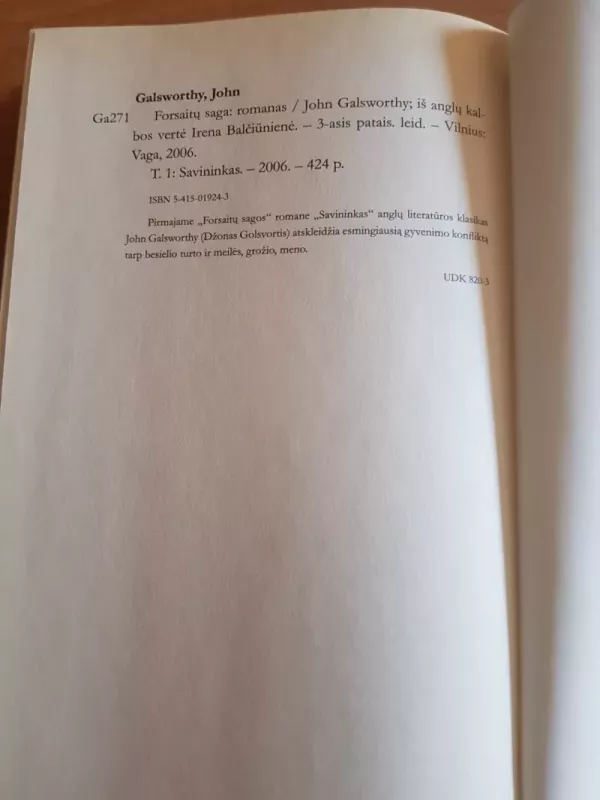 Galsworthy, John
Ga271 Forsaitų saga: romanas / John Galsworthy; iš anglų kal-
bos vertė Irena Balčiūnienė. – 3-asis patais. leid. – Vilnius:
Vaga, 2006.
T. 1: Savininkas. – 2006. – 424 p.
ISBN 5-415-01924-3
Pirmajame „Forsaitų sagos“ romane „Savininkas“ anglų literatūros klasikas
John Galsworthy (Džonas Golsvortis) atskleidžia esmingiausią gyvenimo konfliktą
tarp besielio turto ir meilės, grožio, meno.
UDK 820-3